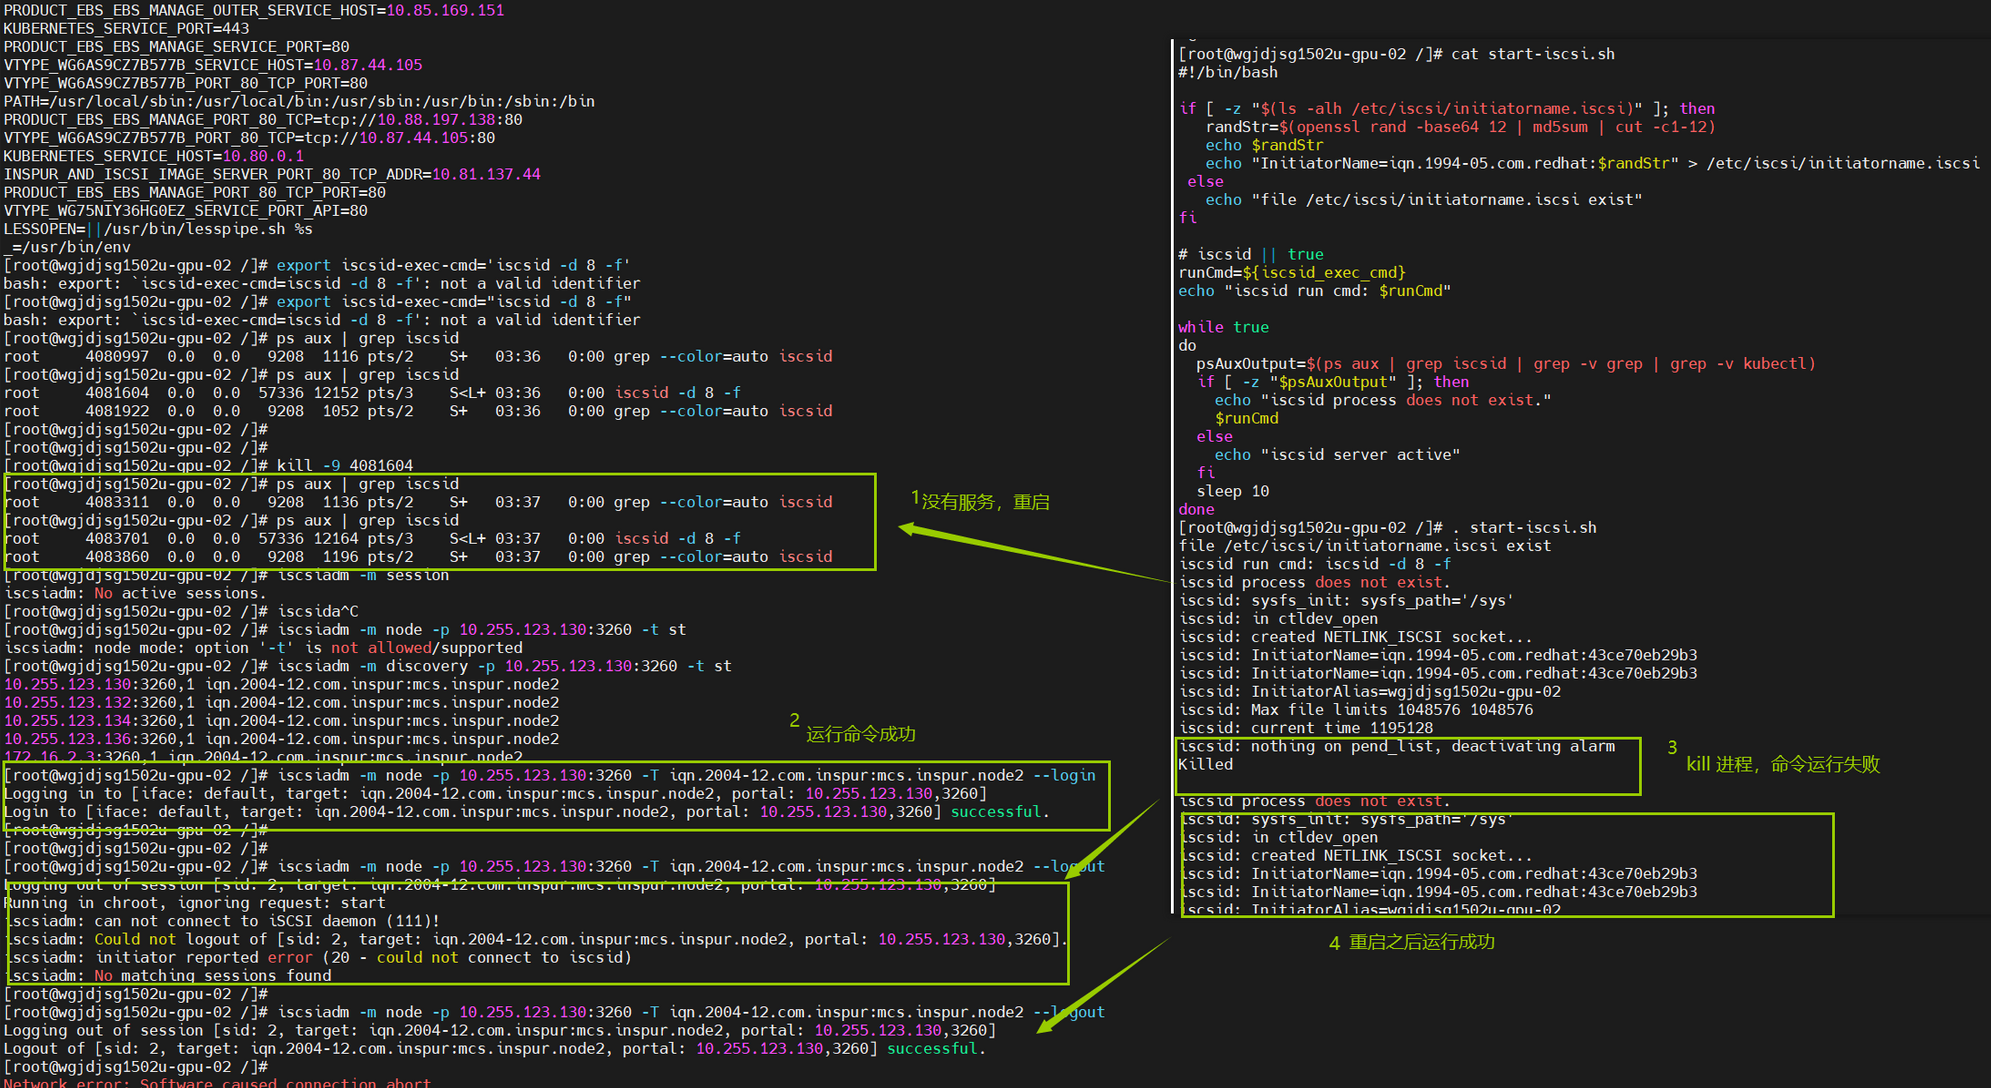 PRODUCT_EBS_EBS_MANAGE_OUTER_SERVICE_HOST=10.85.169.151
KUBERNETES_SERVICE_PORT=443
PRODUCT_EBS_EBS_MANAGE_SERVICE_PORT=80
VTYPE_WG6AS9CZ7B577B_SERVICE_HOST=10.87.44.105
VTYPE_WG6AS9CZ7B577B_PORT_80_TCP_PORT=80
PATH=/usr/local/sbin:/usr/local/bin:/usr/sbin:/usr/bin:/sbin:/bin
PRODUCT_EBS_EBS_MANAGE_PORT_80_TCP=tcp://10.88.197.138:80
VTYPE_WG6AS9CZ7B577B_PORT_80_TCP=tcp://10.87.44.105:80
KUBERNETES_SERVICE_HOST=10.80.0.1
INSPUR_AND_ISCSI_IMAGE_SERVER_PORT_80_TCP_ADDR=10.81.137.44
PRODUCT_EBS_EBS_MANAGE_PORT_80_TCP_PORT=80
VTYPE_WG75NIY36HG0EZ_SERVICE_PORT_API=80
LESSOPEN=||/usr/bin/lesspipe.sh %s
_=/usr/bin/env
[root@wgjdjsg1502u-gpu-02 /]# export iscsid-exec-cmd='iscsid -d 8 -f'
bash: export: `iscsid-exec-cmd=iscsid -d 8 -f': not a valid identifier
[root@wgjdjsg1502u-gpu-02 /]# export iscsid-exec-cmd="iscsid -d 8 -f"
bash: export: `iscsid-exec-cmd=iscsid -d 8 -f': not a valid identifier
[root@wgjdjsg1502u-gpu-02 /]# ps aux | grep iscsid
root     4080997  0.0  0.0   9208  1116 pts/2    S+   03:36   0:00 grep --color=auto iscsid
[root@wgjdjsg1502u-gpu-02 /]# ps aux | grep iscsid
root     4081604  0.0  0.0  57336 12152 pts/3    S<L+ 03:36   0:00 iscsid -d 8 -f
root     4081922  0.0  0.0   9208  1052 pts/2    S+   03:36   0:00 grep --color=auto iscsid
[root@wgjdjsg1502u-gpu-02 /]#
[root@wgjdjsg1502u-gpu-02 /]#
[root@wgjdjsg1502u-gpu-02 /]# kill -9 4081604
[root@wgjdjsg1502u-gpu-02 /]# ps aux | grep iscsid
root     4083311  0.0  0.0   9208  1136 pts/2    S+   03:37   0:00 grep --color=auto iscsid
[root@wgjdjsg1502u-gpu-02 /]# ps aux | grep iscsid
root     4083701  0.0  0.0  57336 12164 pts/3    S<L+ 03:37   0:00 iscsid -d 8 -f
root     4083860  0.0  0.0   9208  1196 pts/2    S+   03:37   0:00 grep --color=auto iscsid
[root@wgjdjsg1502u-gpu-02 /]# iscsiadm -m session
iscsiadm: No active sessions.
[root@wgjdjsg1502u-gpu-02 /]# iscsida^C
[root@wgjdjsg1502u-gpu-02 /]# iscsiadm -m node -p 10.255.123.130:3260 -t st
iscsiadm: node mode: option '-t' is not allowed/supported
[root@wgjdjsg1502u-gpu-02 /]# iscsiadm -m discovery -p 10.255.123.130:3260 -t st
10.255.123.130:3260,1 iqn.2004-12.com.inspur:mcs.inspur.node2
10.255.123.132:3260,1 iqn.2004-12.com.inspur:mcs.inspur.node2
10.255.123.134:3260,1 iqn.2004-12.com.inspur:mcs.inspur.node2
10.255.123.136:3260,1 iqn.2004-12.com.inspur:mcs.inspur.node2
172.16.2.3:3260,1 iqn.2004-12.com.inspur:mcs.inspur.node2
[root@wgjdjsg1502u-gpu-02 /]# iscsiadm -m node -p 10.255.123.130:3260 -T iqn.2004-12.com.inspur:mcs.inspur.node2 --login
Logging in to [iface: default, target: iqn.2004-12.com.inspur:mcs.inspur.node2, portal: 10.255.123.130,3260]
Login to [iface: default, target: iqn.2004-12.com.inspur:mcs.inspur.node2, portal: 10.255.123.130,3260] successful.
[root@wgjdjsg1502u-gpu-02 /]#
[root@wgjdjsg1502u-gpu-02 /]#
[root@wgjdjsg1502u-gpu-02 /]# iscsiadm -m node -p 10.255.123.130:3260 -T iqn.2004-12.com.inspur:mcs.inspur.node2 --logout
Logging out of session [sid: 2, target: iqn.2004-12.com.inspur:mcs.inspur.node2, portal: 10.255.123.130,3260]
Running in chroot, ignoring request: start
iscsiadm: can not connect to iSCSI daemon (111)!
iscsiadm: Could not logout of [sid: 2, target: iqn.2004-12.com.inspur:mcs.inspur.node2, portal: 10.255.123.130,3260].
iscsiadm: initiator reported error (20 - could not connect to iscsid)
iscsiadm: No matching sessions found
[root@wgjdjsg1502u-gpu-02 /]#
[root@wgjdjsg1502u-gpu-02 /]# iscsiadm -m node -p 10.255.123.130:3260 -T iqn.2004-12.com.inspur:mcs.inspur.node2 --logout
Logging out of session [sid: 2, target: iqn.2004-12.com.inspur:mcs.inspur.node2, portal: 10.255.123.130,3260]
Logout of [sid: 2, target: iqn.2004-12.com.inspur:mcs.inspur.node2, portal: 10.255.123.130,3260] successful.
[root@wgjdjsg1502u-gpu-02 /]#
Network error: Software caused connection abort
1没有服务，重启
2
运行命令成功
[root@wgjdjsg1502u-gpu-02 /]# cat start-iscsi.sh
#!/bin/bash
if [ -z "$(ls -alh /etc/iscsi/initiatorname.iscsi)" ]; then
randStr=$(openssl rand -base64 12 | md5sum | cut -c1-12)
echo $randStr
echo "InitiatorName=iqn.1994-05.com.redhat:$randStr" > /etc/iscsi/initiatorname.iscsi
else
echo "file /etc/iscsi/initiatorname.iscsi exist"
fi
# iscsid || true
runCmd=${iscsid_exec_cmd}
echo "iscsid run cmd: $runCmd"
while true
do
psAuxOutput=$(ps aux | grep iscsid | grep -v grep | grep -v kubectl)
if [ -z "$psAuxOutput" ]; then
echo "iscsid process does not exist."
$runCmd
else
echo "iscsid server active"
fi
sleep 10
done
[root@wgjdjsg1502u-gpu-02 /]# . start-iscsi.sh
file /etc/iscsi/initiatorname.iscsi exist
iscsid run cmd: iscsid -d 8 -f
iscsid process does not exist.
iscsid: sysfs_init: sysfs_path='/sys'
iscsid: in ctldev_open
iscsid: created NETLINK_ISCSI socket...
iscsid: InitiatorName=iqn.1994-05.com.redhat:43ce70eb29b3
iscsid: InitiatorName=iqn.1994-05.com.redhat:43ce70eb29b3
iscsid: InitiatorAlias=wgjdjsg1502u-gpu-02
iscsid: Max file limits 1048576 1048576
iscsid: current time 1195128
iscsid: nothing on pend_list, deactivating alarm
Killed
iscsid process does not exist.
iscsid: sysfs_init: sysfs_path='/sys'
iscsid: in ctldev_open
iscsid: created NETLINK_ISCSI socket...
iscsid: InitiatorName=iqn.1994-05.com.redhat:43ce70eb29b3
iscsid: InitiatorName=iqn.1994-05.com.redhat:43ce70eb29b3
iscsid: InitiatorAlias=wgjdjsg1502u-gpu-02
3
kill 进程，命令运行失败
4 重启之后运行成功